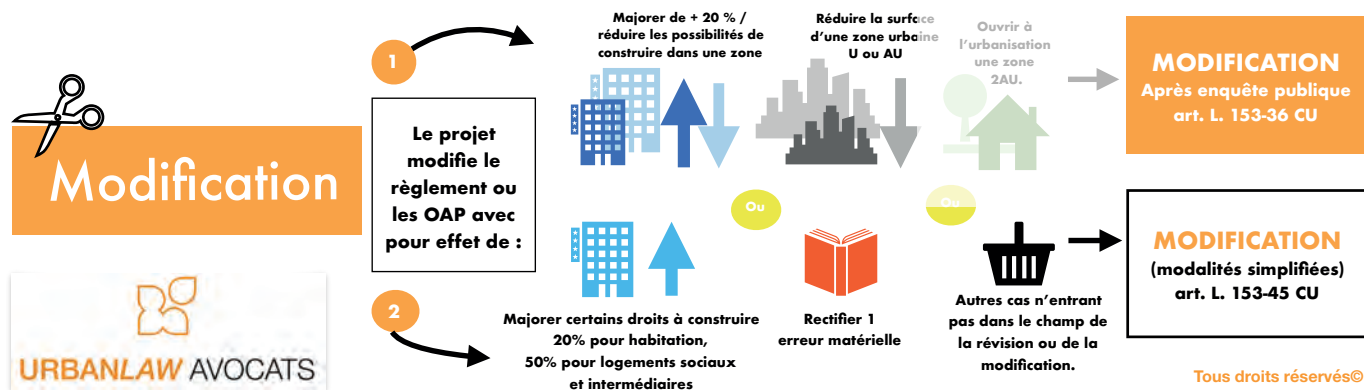 Modification
URBANLAW AVOCATS
Le projet
modifie le
règlement ou
les OAP avec
pour effet de :
1
Majorer de + 20 % /
réduire les possibilités de
construire dans une zone
Réduire la surface
d'une zone urbaine
U ou AU
Ouvrir à
l'urbanisation
une zone
2AU.
MODIFICATION
Après enquête publique
art. L. 153-36 CU
Ou
Ou
2
Majorer certains droits à construire
20% pour habitation,
50% pour logements sociaux
et intermédiaires
Rectifier 1
erreur matérielle
Autres cas n'entrant
pas dans le champ de
la révision ou de la
modification.
MODIFICATION
(modalités simplifiées)
art. L. 153-45 CU
Tous droits réservés©